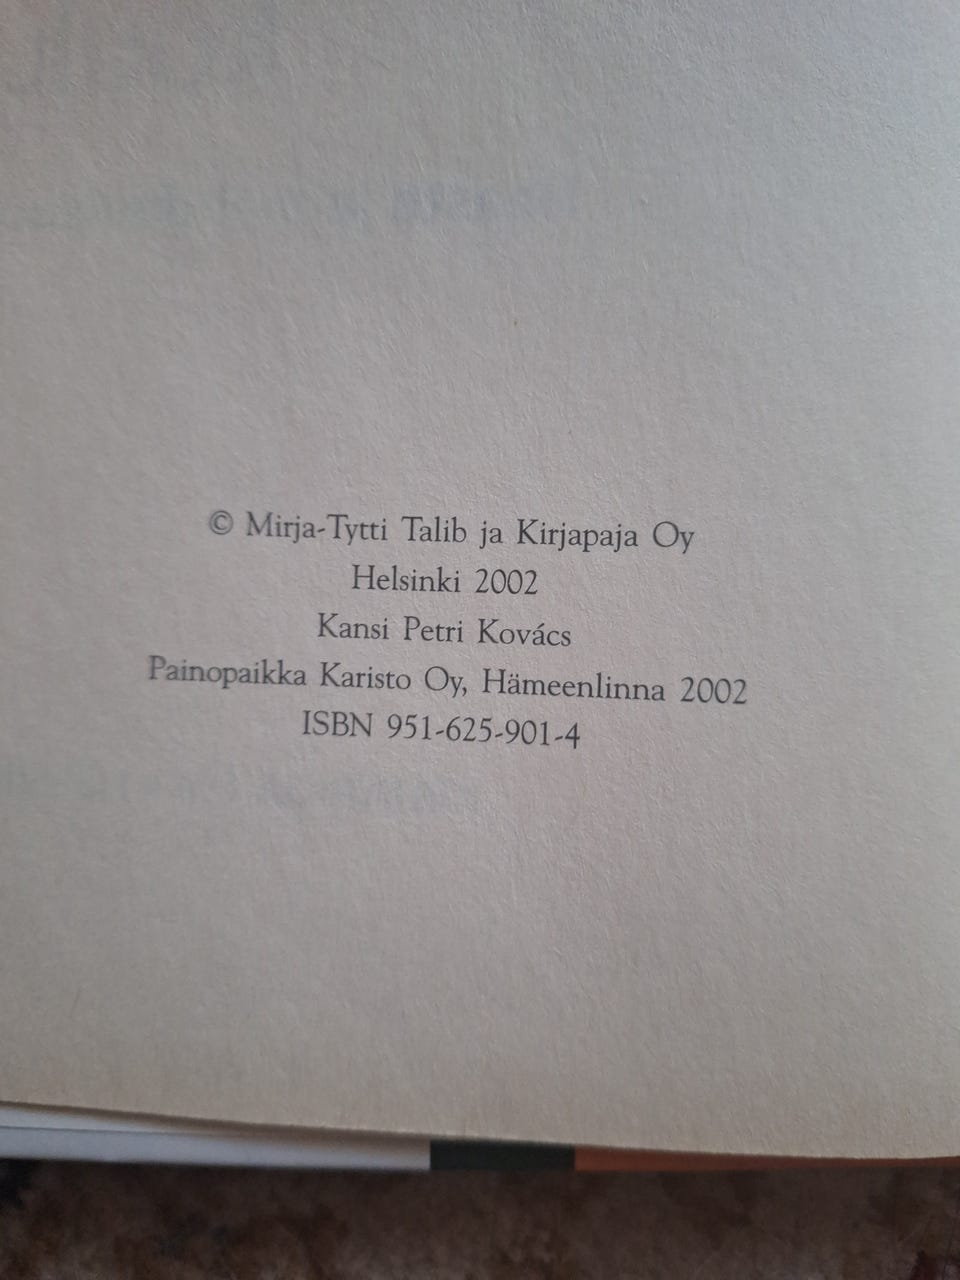 © Mirja-Tytti Talib ja Kirjapaja Oy
Helsinki 2002
Kansi Petri Kovács
Painopaikka Karisto Oy, Hämeenlinna 2002
ISBN 951-625-901-4